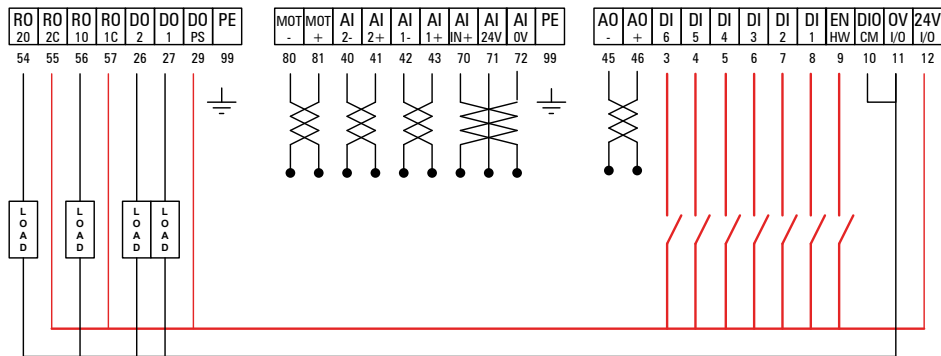 RO RO RO RO DO DO DO PE MOT MOT AI AI AI AI AI AI AI PE AO AO DI DI DI DI DI DI EN DIO OV 24V
20 2C 10 1C 2 1 PS - + 2- 2+ 1- 1+ IN+ 24V 0V - + 6 5 4 3 2 1 HW CM I/O I/O
54 55 56 57 26 27 29 99 80 81 40 41 42 43 70 71 72 99 45 46 3 4 5 6 7 8 9 10 11 12
LOAD LOAD LOAD LOAD